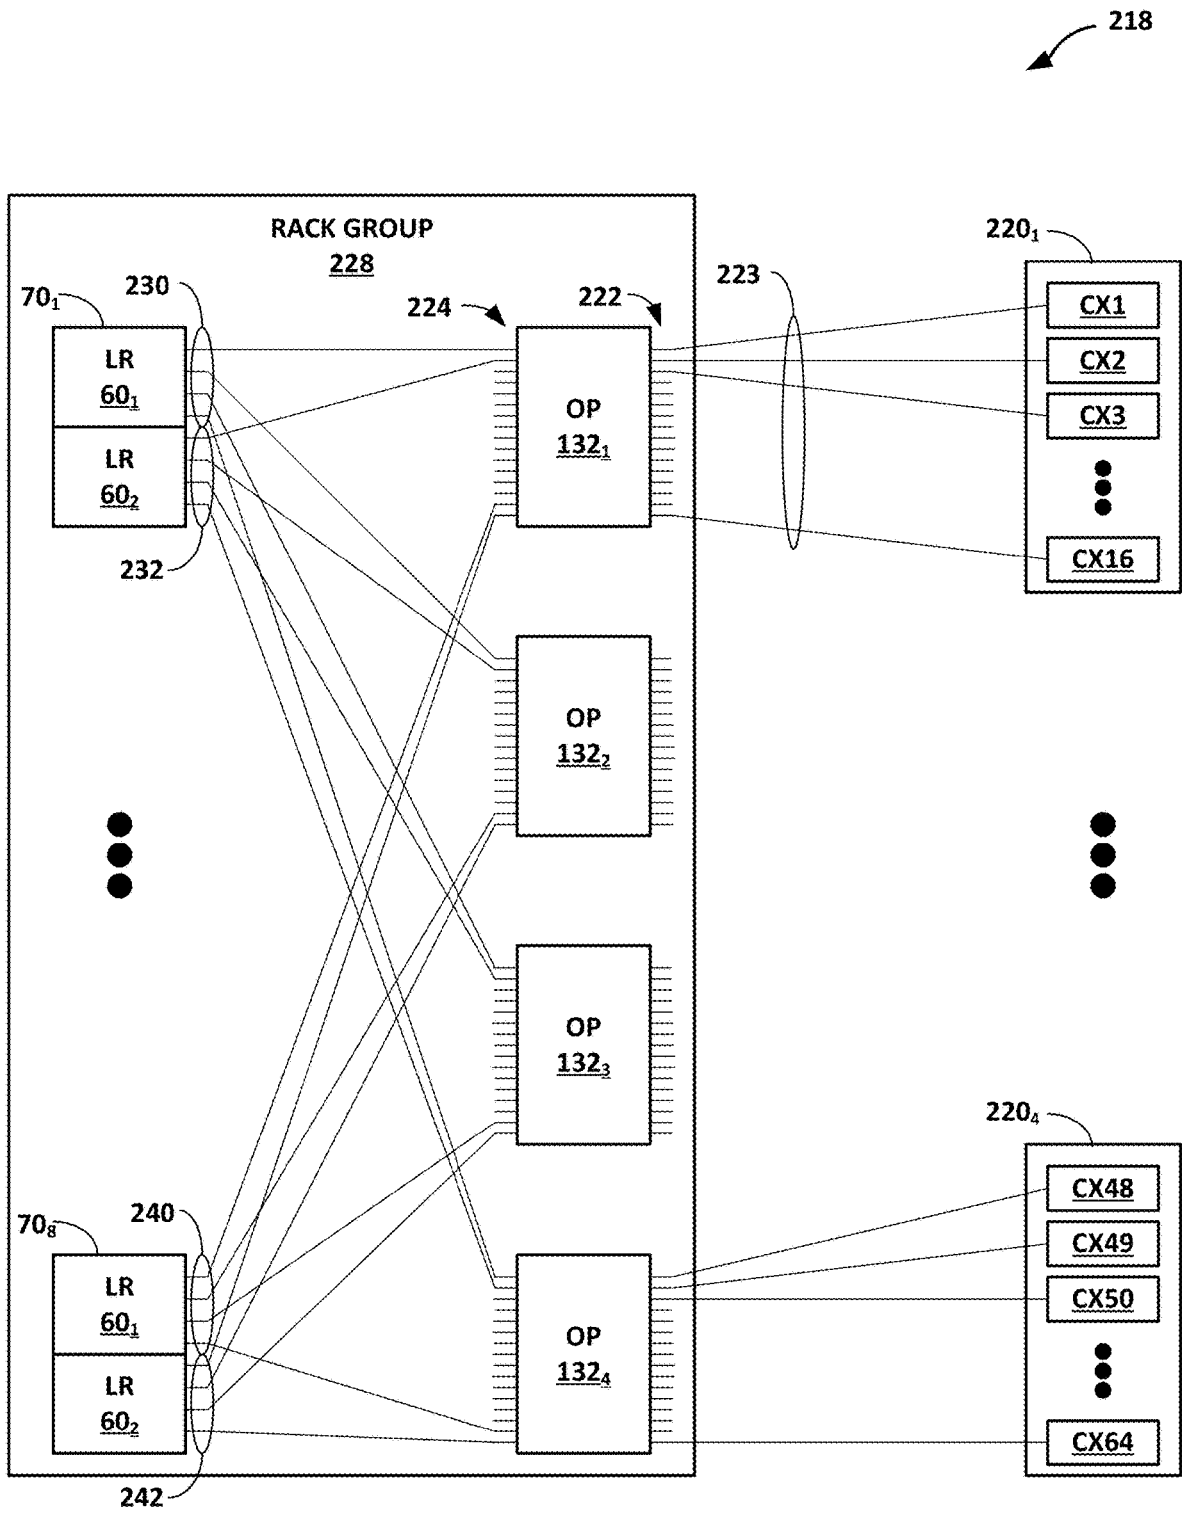 218
RACK GROUP
228
220₁
230
223
70₁
224
222
CX1
LR
60₁
CX2
OP
132₁
CX3
LR
60₂
CX16
232
OP
132₂
OP
132₃
220₄
CX48
70₈
240
CX49
LR
60₁
CX50
OP
132₄
LR
60₂
CX64
242